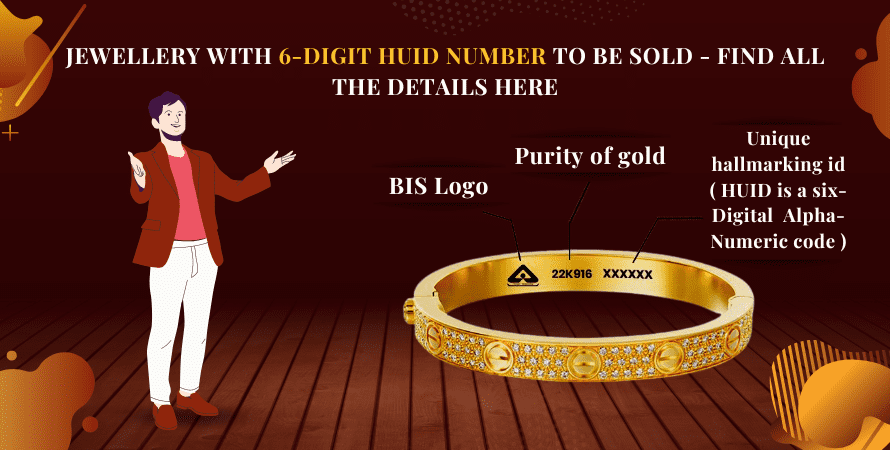 JEWELLERY WITH 6-DIGIT HUID NUMBER TO BE SOLD - FIND ALL
THE DETAILS HERE
BIS Logo
Purity of gold
Unique
hallmarking id
( HUID is a six-
Digital Alpha-
Numeric code )
22K916 XXXXXX